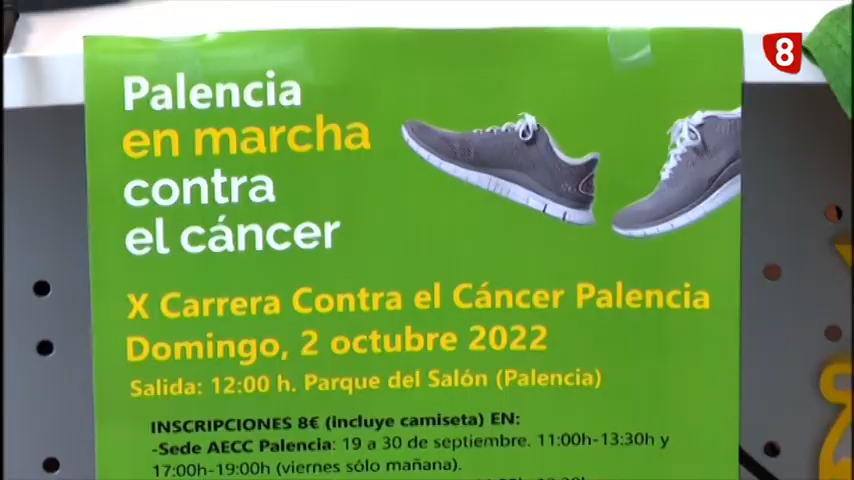 8
Palencia
en marcha
contra
el cáncer
X Carrera Contra el Cáncer Palencia
Domingo, 2 octubre 2022
Salida: 12:00 h. Parque del Salón (Palencia)
INSCRIPCIONES 8€ (incluye camiseta) EN:
-Sede AECC Palencia: 19 a 30 de septiembre. 11:00h-13:30h y
17:00h-19:00h (viernes sólo mañana).